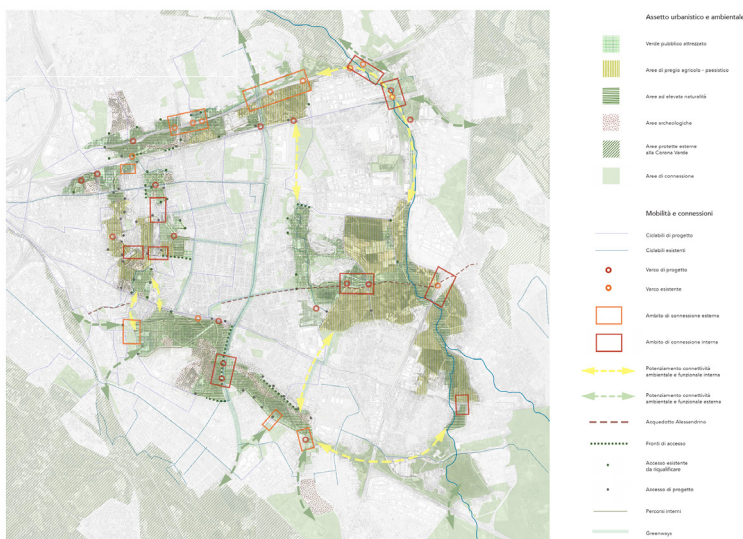 Assetto urbanistico e ambientale
Verde pubblico attrezzato
Aree di pregio agricolo - paesistico
Aree ad elevata naturalità
Aree archeologiche
Aree protette esterne
alla Corona Verde
Aree di connessione
Mobilità e connessioni
Ciclabili di progetto
Ciclabili esistenti
Varco di progetto
Varco esistente
Ambito di connessione esterna
Ambito di connessione interna
Potenziamento connettività
ambientale e funzionale interna
Potenziamento connettività
ambientale e funzionale esterna
Acquedotto Alessandrino
Fronti di accesso
Accesso esistente
da riqualificare
Accesso di progetto
Percorsi interni
Greenways